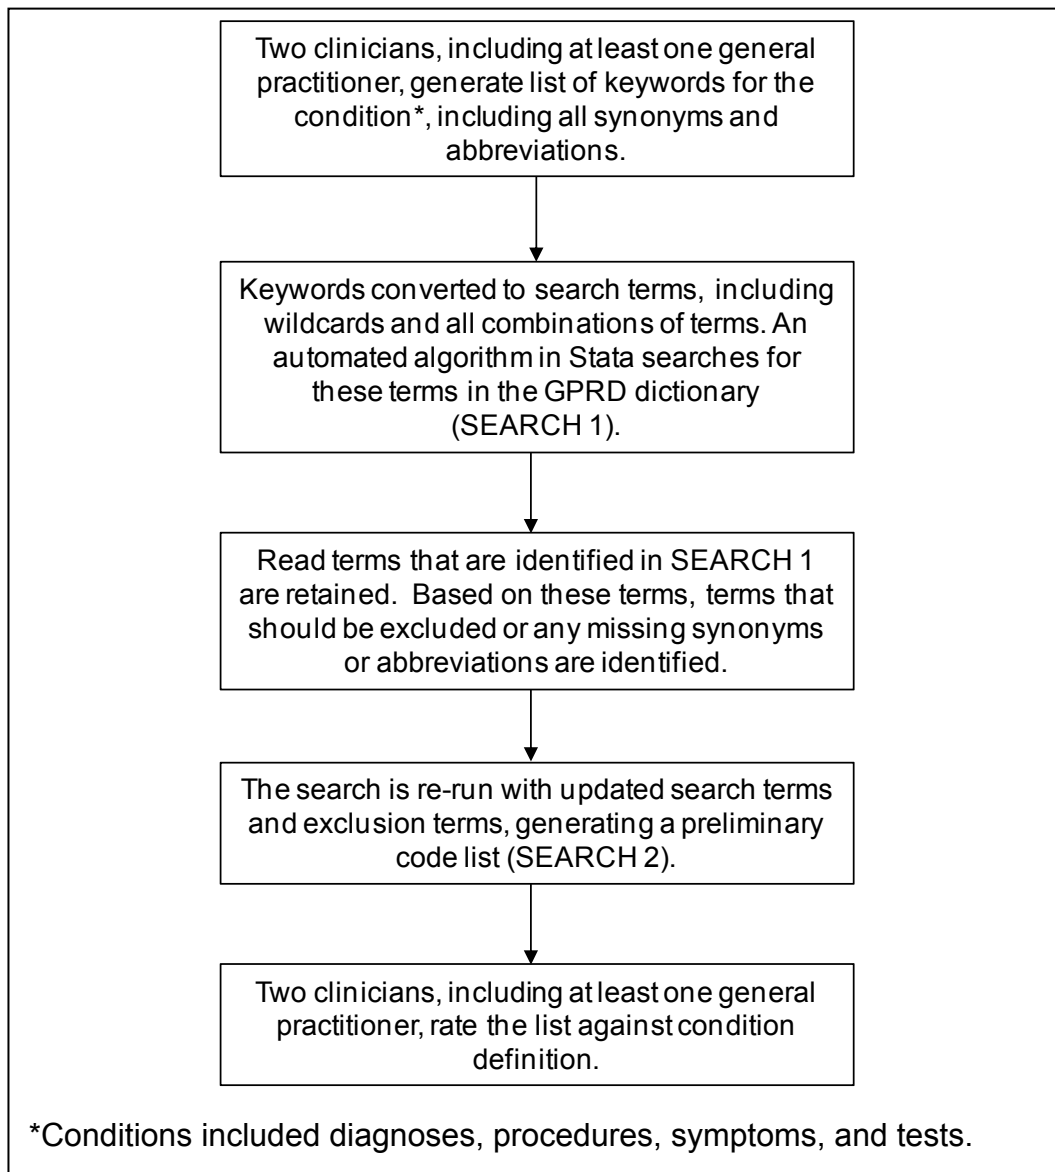 Two clinicians, including at least one general
practitioner, generate list of keywords for the
condition*, including all synonyms and
abbreviations.
Keywords converted to search terms, including
wildcards and all combinations of terms. An
automated algorithm in Stata searches for
these terms in the GPRD dictionary
(SEARCH 1).
Read terms that are identified in SEARCH 1
are retained. Based on these terms, terms that
should be excluded or any missing synonyms
or abbreviations are identified.
The search is re-run with updated search terms
and exclusion terms, generating a preliminary
code list (SEARCH 2).
Two clinicians, including at least one general
practitioner, rate the list against condition
definition.
*Conditions included diagnoses, procedures, symptoms, and tests.